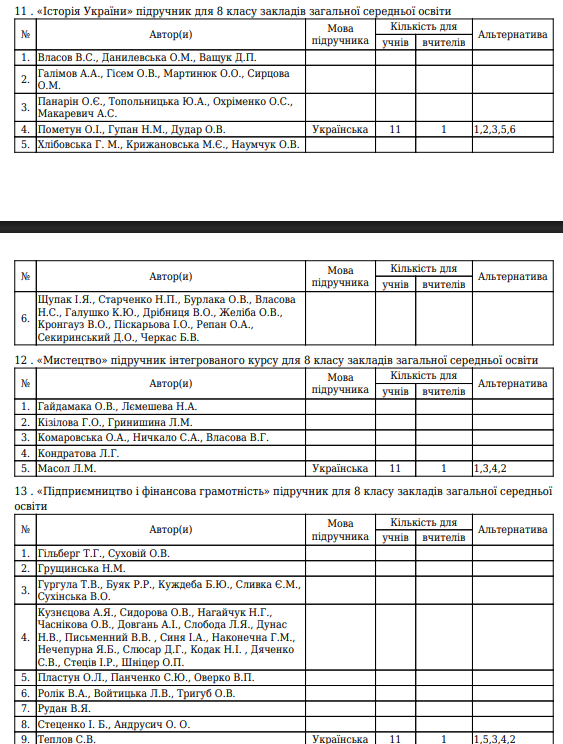 11 . «Історія України» підручник для 8 класу закладів загальної середньої освіти
№ Автор(и) Мова підручника Кількість для учнів вчителів Альтернатива
1. Власов В.С., Данилевська О.М., Ващук Д.П.
2. Галімов А.А., Гісем О.В., Мартинюк О.О., Сирцова
О.М.
3. Панарін О.Є., Топольницька Ю.А., Охріменко О.С.,
Макаревич А.С.
4. Пометун О.І., Гупан Н.М., Дудар О.В. Українська 11 1 1,2,3,5,6
5. Хлібовська Г. М., Крижановська М.Є., Наумчук О.В.
№ Автор(и) Мова підручника Кількість для учнів вчителів Альтернатива
6. Щупак І.Я., Старченко Н.П., Бурлака О.В., Власова
Н.С., Галушко К.Ю., Дрібниця В.О., Желіба О.В.,
Кронгауз В.О., Піскарьова І.О., Репан О.А.,
Секиринський Д.О., Черкас Б.В.
12 . «Мистецтво» підручник інтегрованого курсу для 8 класу закладів загальної середньої освіти
№ Автор(и) Мова підручника Кількість для учнів вчителів Альтернатива
1. Гайдамака О.В., Лємешева Н.А.
2. Кізілова Г.О., Гринишина Л.М.
3. Комаровська О.А., Ничкало С.А., Власова В.Г.
4. Кондратова Л.Г.
5. Масол Л.М. Українська 11 1 1,3,4,2
13 . «Підприємництво і фінансова грамотність» підручник для 8 класу закладів загальної середньої
освіти
№ Автор(и) Мова підручника Кількість для учнів вчителів Альтернатива
1. Гільберг Т.Г., Суховій О.В.
2. Грущинська Н.М.
3. Гургула Т.В., Буяк Р.Р., Куждеба Б.Ю., Сливка Є.М.,
Сухінська В.О.
4. Кузнєцова А.Я., Сидорова О.В., Нагайчук Н.Г.,
Часнікова О.В., Довгань А.І., Слобода Л.Я., Дунас
Н.В., Письменний В.В. , Синя І.А., Наконечна Г.М.,
Нечепурна Я.Б., Слюсар Д.Г., Кодак Н.І. , Дяченко
С.В., Стеців І.Р., Шніцер О.П.
5. Пластун О.Л., Панченко С.Ю., Оверко В.П.
6. Ролік В.А., Войтицька Л.В., Тригуб О.В.
7. Рудан В.Я.
8. Стеценко І. Б., Андрусич О. О.
9. Теплов С.В. Українська 11 1 1,5,3,4,2